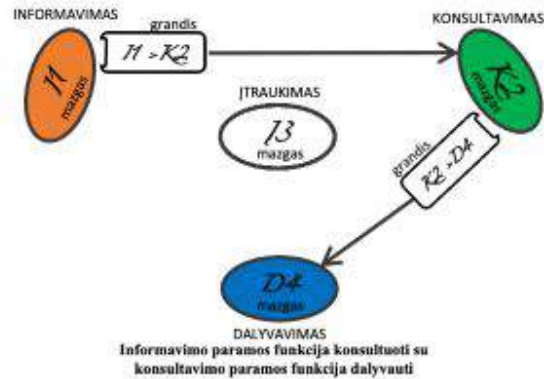 INFORMAVIMAS
grandis
KONSULTAVIMAS
I1
mazgas
I1 > K2
K2
mazgas
ĮTRAUKIMAS
Į3
mazgas
grandis
K2 > D4
D4
mazgas
DALYVAVIMAS
Informavimo paramos funkcija konsultuoti su
konsultavimo paramos funkcija dalyvauti